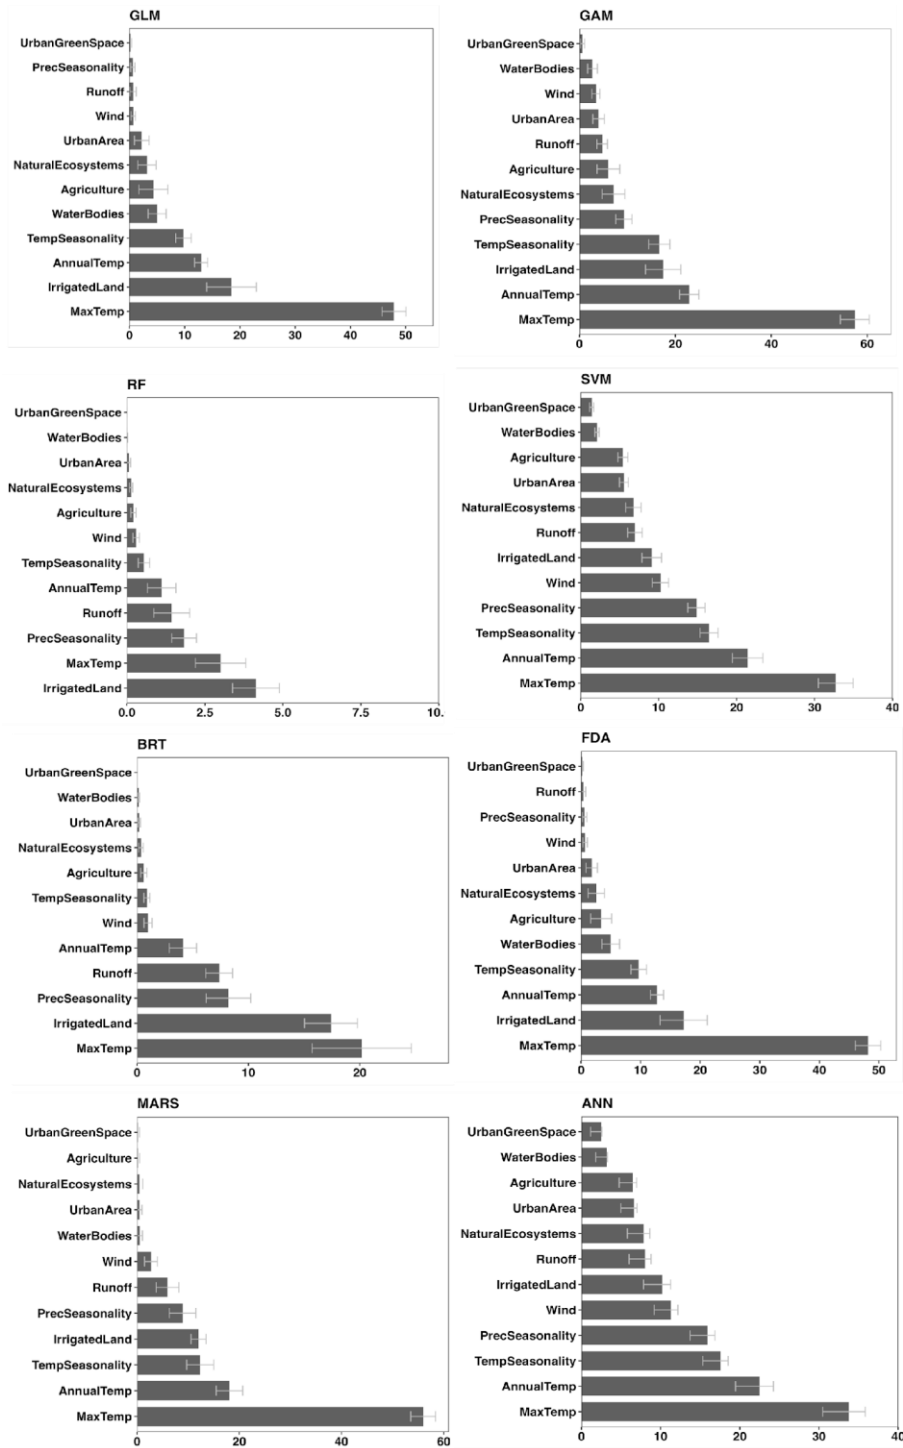 GLM
UrbanGreenSpace
PrecSeasonality
Runoff
Wind
UrbanArea
NaturalEcosystems
Agriculture
WaterBodies
TempSeasonality
AnnualTemp
IrrigatedLand
MaxTemp
0 10 20 30 40 50
GAM
UrbanGreenSpace
WaterBodies
Wind
UrbanArea
Runoff
Agriculture
NaturalEcosystems
PrecSeasonality
TempSeasonality
IrrigatedLand
AnnualTemp
MaxTemp
0 20 40 60
RF
UrbanGreenSpace
WaterBodies
UrbanArea
NaturalEcosystems
Agriculture
Wind
TempSeasonality
AnnualTemp
Runoff
PrecSeasonality
MaxTemp
IrrigatedLand
0.0 2.5 5.0 7.5 10.
SVM
UrbanGreenSpace
WaterBodies
Agriculture
UrbanArea
NaturalEcosystems
Runoff
IrrigatedLand
Wind
PrecSeasonality
TempSeasonality
AnnualTemp
MaxTemp
0 10 20 30 40
BRT
UrbanGreenSpace
WaterBodies
UrbanArea
NaturalEcosystems
Agriculture
TempSeasonality
Wind
AnnualTemp
Runoff
PrecSeasonality
IrrigatedLand
MaxTemp
0 10 20
FDA
UrbanGreenSpace
Runoff
PrecSeasonality
Wind
UrbanArea
NaturalEcosystems
Agriculture
WaterBodies
TempSeasonality
AnnualTemp
IrrigatedLand
MaxTemp
0 10 20 30 40 50
MARS
UrbanGreenSpace
Agriculture
NaturalEcosystems
UrbanArea
WaterBodies
Wind
Runoff
PrecSeasonality
IrrigatedLand
TempSeasonality
AnnualTemp
MaxTemp
0 20 40 60
ANN
UrbanGreenSpace
WaterBodies
Agriculture
UrbanArea
NaturalEcosystems
Runoff
IrrigatedLand
Wind
PrecSeasonality
TempSeasonality
AnnualTemp
MaxTemp
0 10 20 30 40